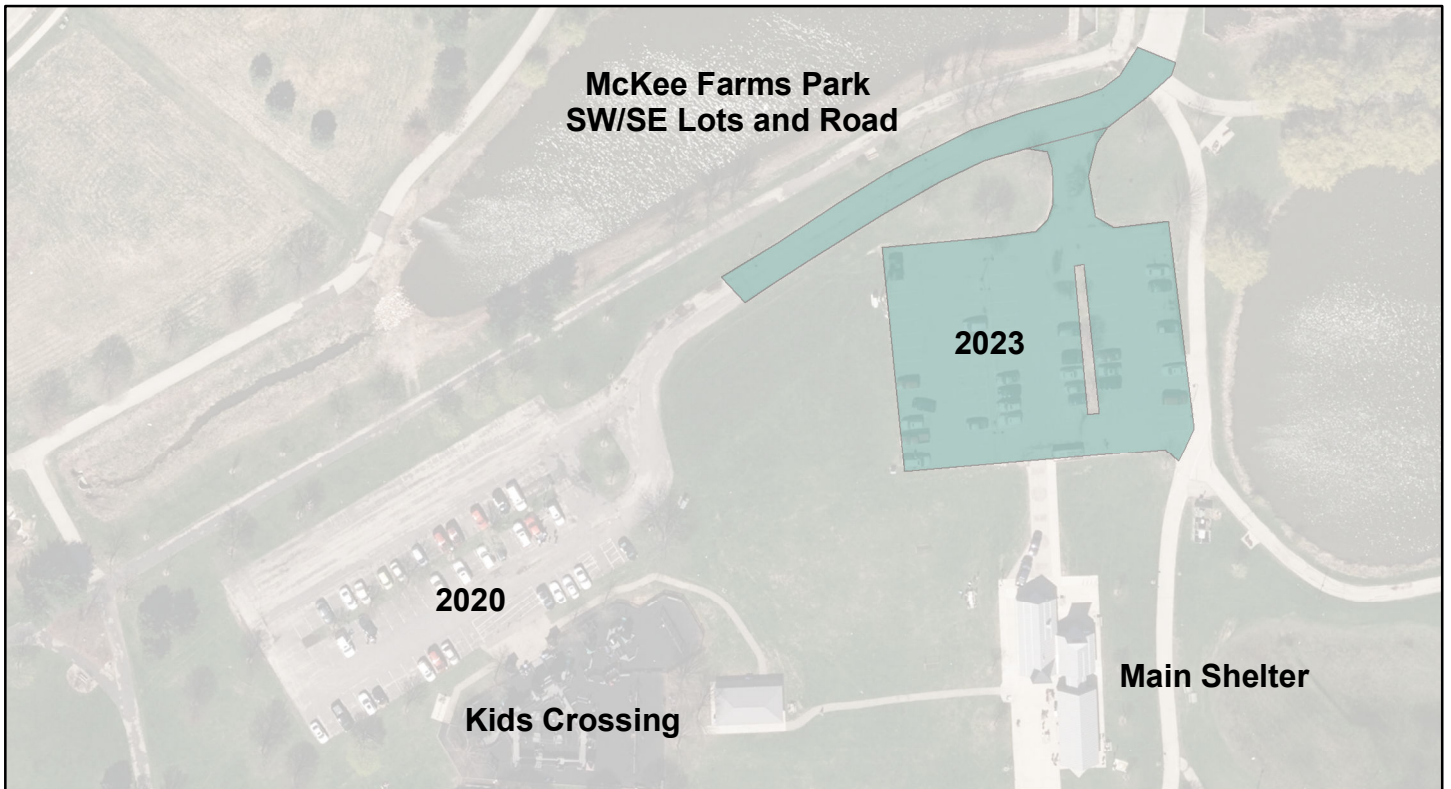 McKee Farms Park
SW/SE Lots and Road
2023
2020
Main Shelter
Kids Crossing